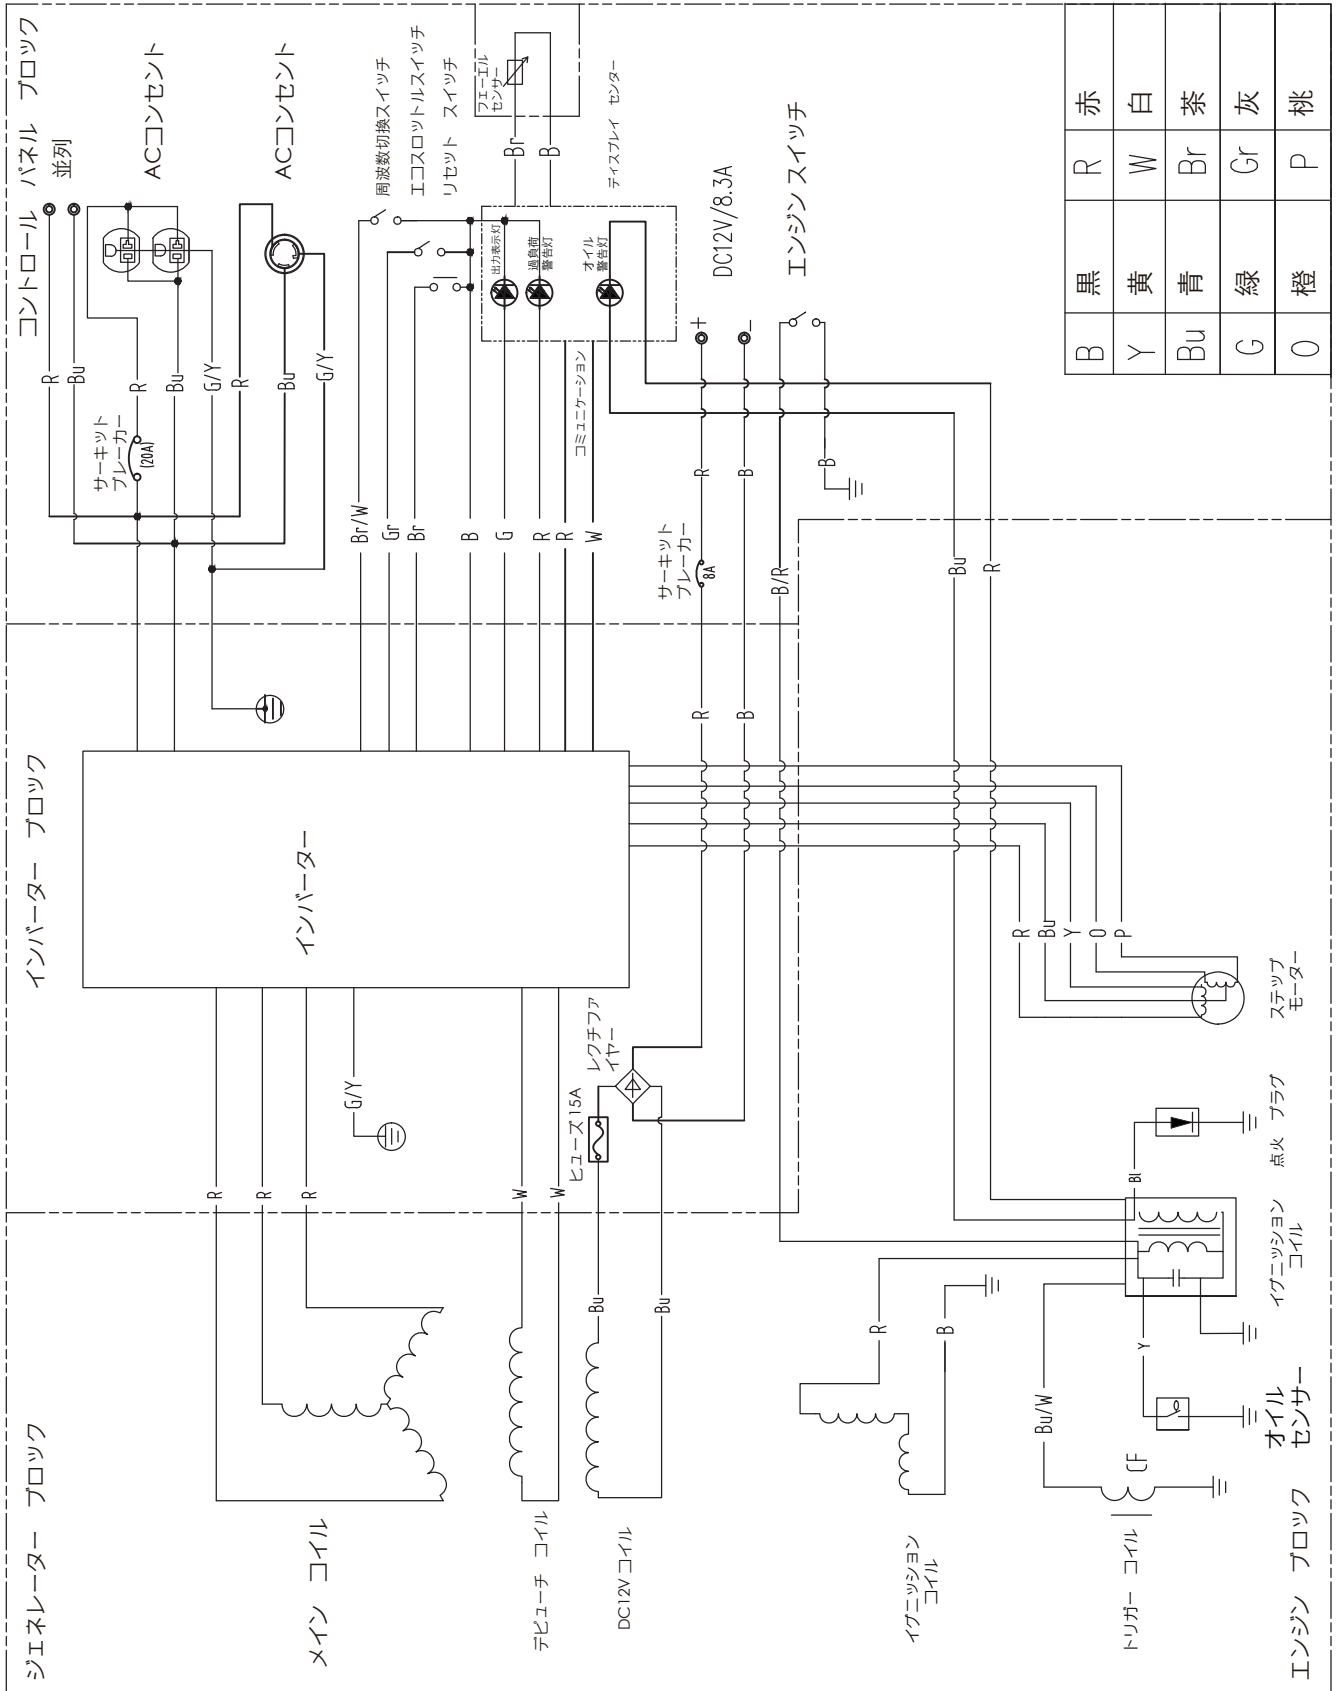 ジェネレーター ブロック
インバーター ブロック
コントロール パネル ブロック
並列
ACコンセント
ACコンセント
メイン コイル
デビューチ コイル
DC12V コイル
インバーター
R
R
R
G/Y
W
W
Bu
Bu
ヒューズ 15A
レクチファ
イヤー
サーキット
ブレーカー
(20A)
R
Bu
R
Bu
G/Y
R
Bu
G/Y
Br/W
Gr
Br
B
G
R
R
W
周波数切換スイッチ
エコスロットルスイッチ
リセット スイッチ
フェーエル
センサー
Br
B
出力表示灯
過負荷
警告灯
オイル
警告灯
ディスプレイ センター
コミュニケーション
DC12V/8.3A
+
-
エンジン スイッチ
サーキット
ブレーカー
8A
R
B
R
B
B/R
B
Bu
R
R
Bu
Y
O
P
ステップ
モーター
点火 プラグ
Bl
イグニッション
コイル
Y
オイル
センサー
イグニッション
コイル
R
B
Bu/W
CF
トリガー コイル
エンジン ブロック
B 黒 R 赤
Y 黄 W 白
Bu 青 Br 茶
G 緑 Gr 灰
O 橙 P 桃